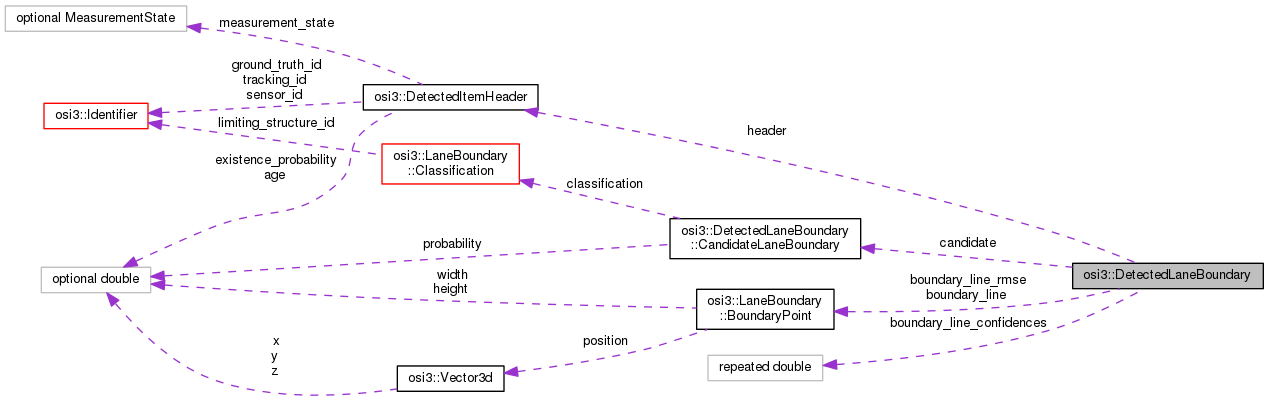 optional MeasurementState
measurement_state
ground_truth_id
tracking_id
sensor_id
osi3::DetectedItemHeader
osi3::Identifier
limiting_structure_id
header
osi3::LaneBoundary
::Classification
existence_probability
age
classification
osi3::DetectedLaneBoundary
::CandidateLaneBoundary
probability
candidate
optional double
width
height
osi3::DetectedLaneBoundary
boundary_line_rmse
boundary_line
osi3::LaneBoundary
::BoundaryPoint
boundary_line_confidences
x
y
z
position
repeated double
osi3::Vector3d